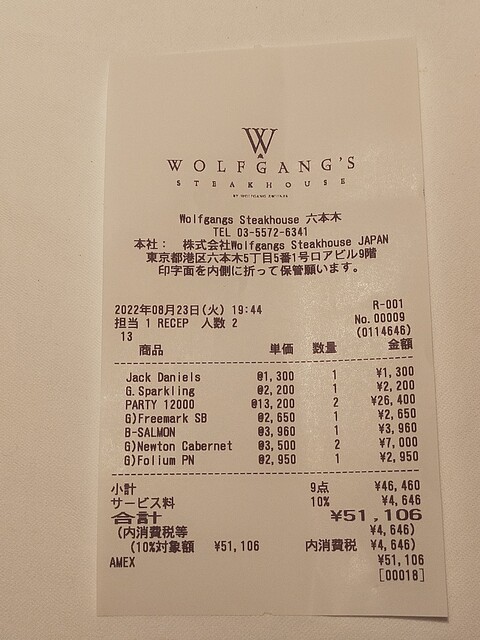 W
WOLFGANG'S
STEAKHOUSE
Wolfgangs Steakhouse 六本木
TEL 03-5572-6341
本社： 株式会社Wolfgangs Steakhouse JAPAN
東京都港区六本木5丁目5番1号ロアビル9階
印字面を内側に折って保管願います。
R-001
2022年08月23日(火) 19:44 No.00009
担当 1 RECEP 人数 2 (0114646)
13
商品 単価 数量 金額
Jack Daniels @1,300 1 ¥1,300
G.Sparkling @2,200 1 ¥2,200
PARTY 12000 @13,200 2 ¥26,400
G)Freemark SB @2,650 1 ¥2,650
B-SALMON @3,960 1 ¥3,960
G)Newton Cabernet @3,500 2 ¥7,000
G)Folium PN @2,950 1 ¥2,950
小計 9点 ¥46,460
サービス料 10% ¥4,646
合計 ¥51,106
(内消費税等 ¥4,646)
(10%対象額 ¥51,106 内消費税 ¥4,646)
AMEX ¥51,106
[00018]